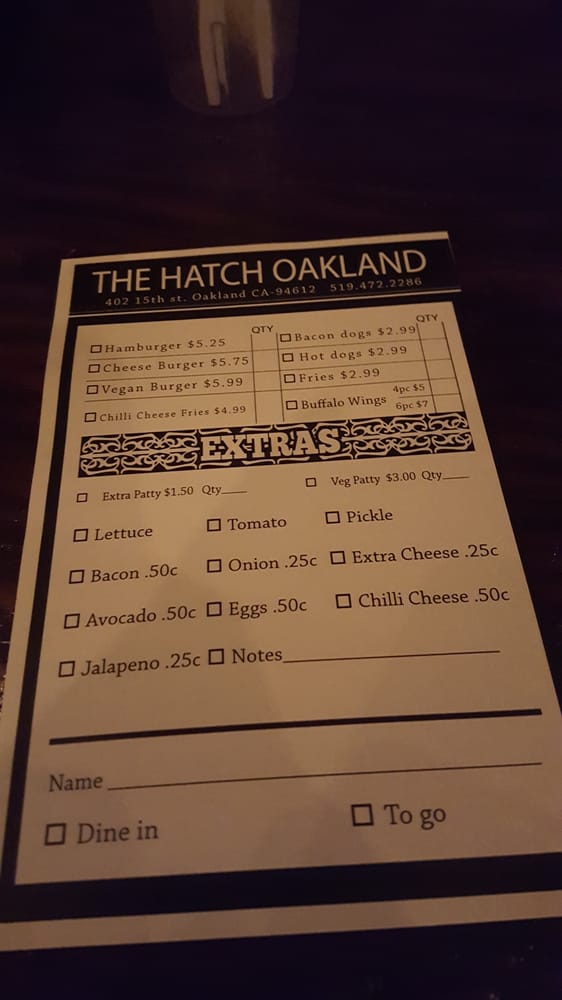 THE HATCH OAKLAND
402 15th st. Oakland CA-94612 519.472.2286
QTY QTY
Hamburger $5.25 Bacon dogs $2.99
Cheese Burger $5.75 Hot dogs $2.99
Vegan Burger $5.99 Fries $2.99
Chilli Cheese Fries $4.99 Buffalo Wings 4pc $5
6pc $7
EXTRAS
Extra Patty $1.50 Qty___ Veg Patty $3.00 Qty___
Lettuce Tomato Pickle
Bacon .50c Onion .25c Extra Cheese .25c
Avocado .50c Eggs .50c Chilli Cheese .50c
Jalapeno .25c Notes___
Name___
Dine in To go